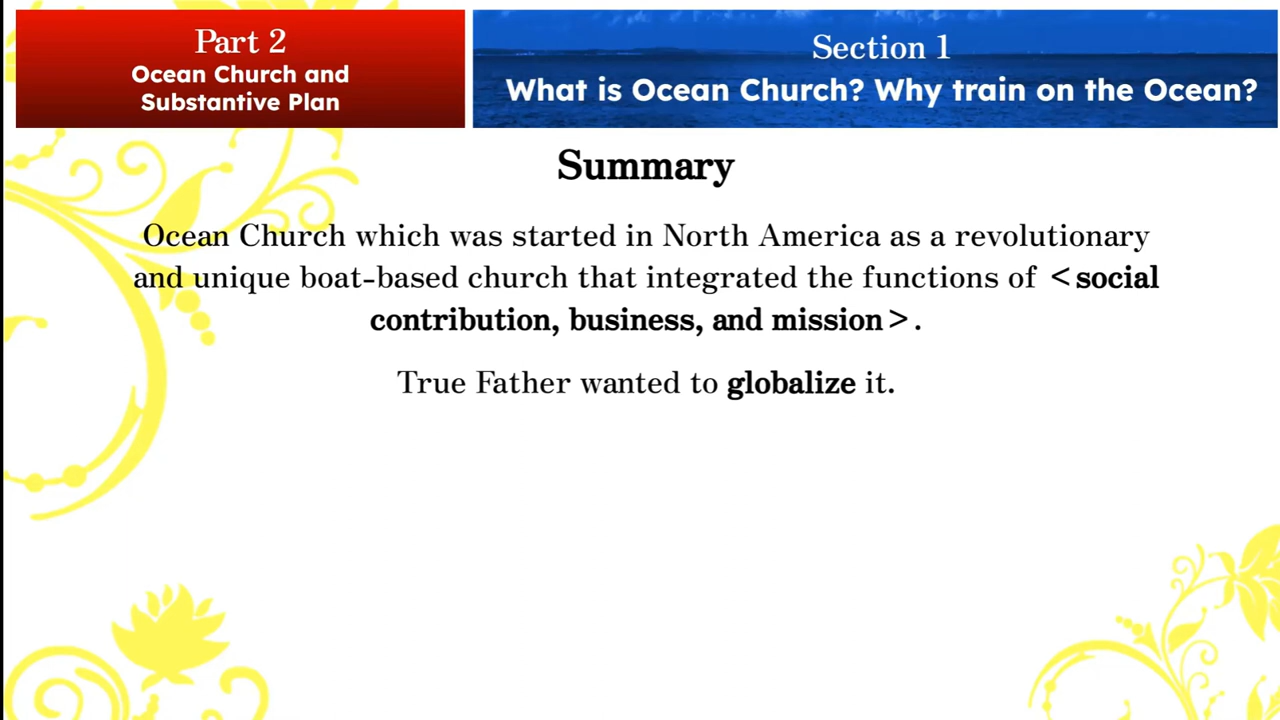 Part 2
Ocean Church and
Substantive Plan
Section 1
What is Ocean Church? Why train on the Ocean?
Summary
Ocean Church which was started in North America as a revolutionary
and unique boat-based church that integrated the functions of <social
contribution, business, and mission>.
True Father wanted to globalize it.